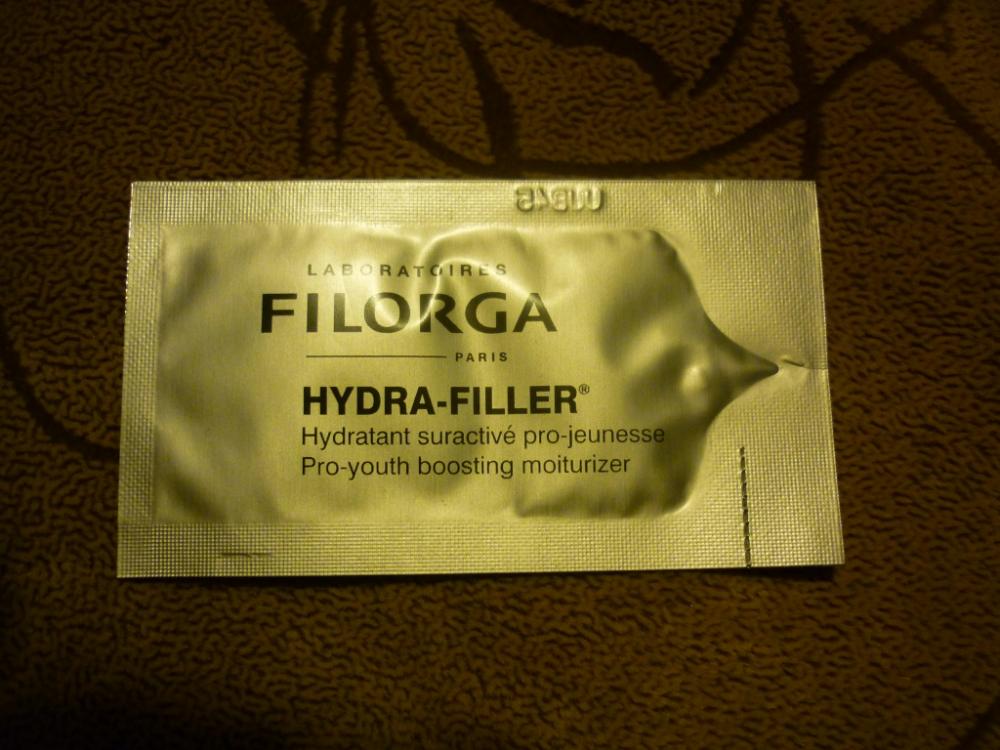 LABORATOIRES
FILORGA
PARIS
HYDRA-FILLER®
Hydratant suractivé pro-jeunesse
Pro-youth boosting moiturizer